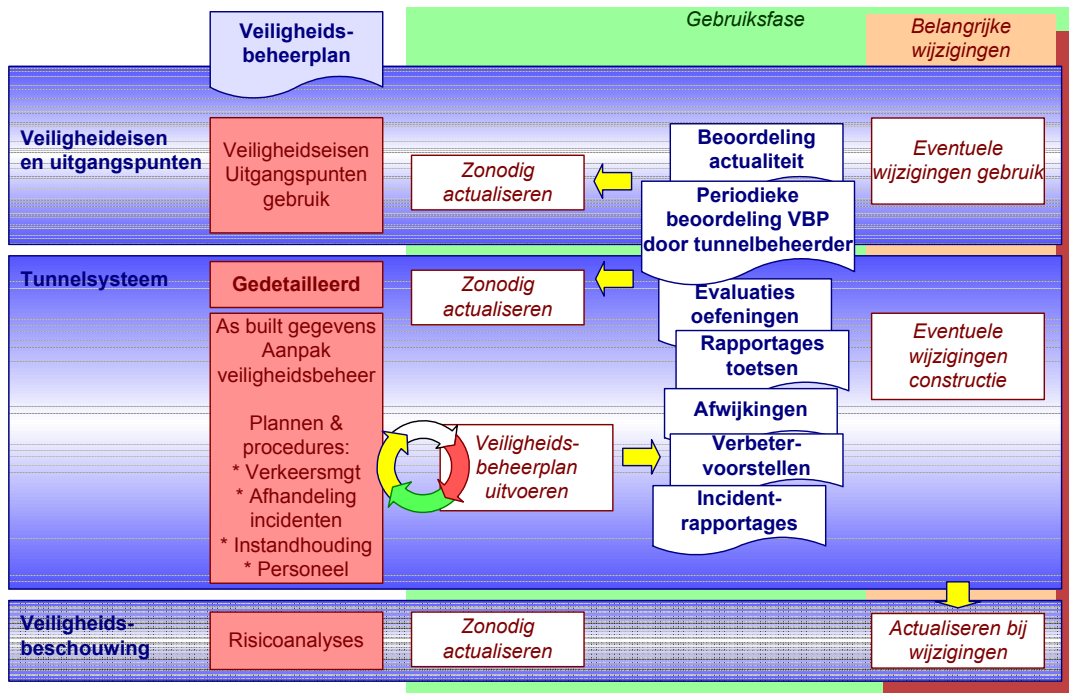 Veiligheids-
beheerplan
Gebruiksfase
Belangrijke
wijzigingen
Veiligheideisen
en uitgangspunten
Veiligheidseisen
Uitgangspunten
gebruik
Zonodig
actualiseren
Beoordeling
actualiteit
Periodieke
beoordeling VBP
door tunnelbeheerder
Eventuele
wijzigingen gebruik
Tunnelsysteem
Gedetailleerd
Zonodig
actualiseren
As built gegevens
Aanpak
veiligheidsbeheer
Plannen &
procedures:
* Verkeersmgt
* Afhandeling
incidenten
* Instandhouding
* Personeel
Veiligheids-
beheerplan
uitvoeren
Evaluaties
oefeningen
Rapportages
toetsen
Afwijkingen
Verbeter-
voorstellen
Incident-
rapportages
Eventuele
wijzigingen
constructie
Veiligheids-
beschouwing
Risicoanalyses
Zonodig
actualiseren
Actualiseren bij
wijzigingen